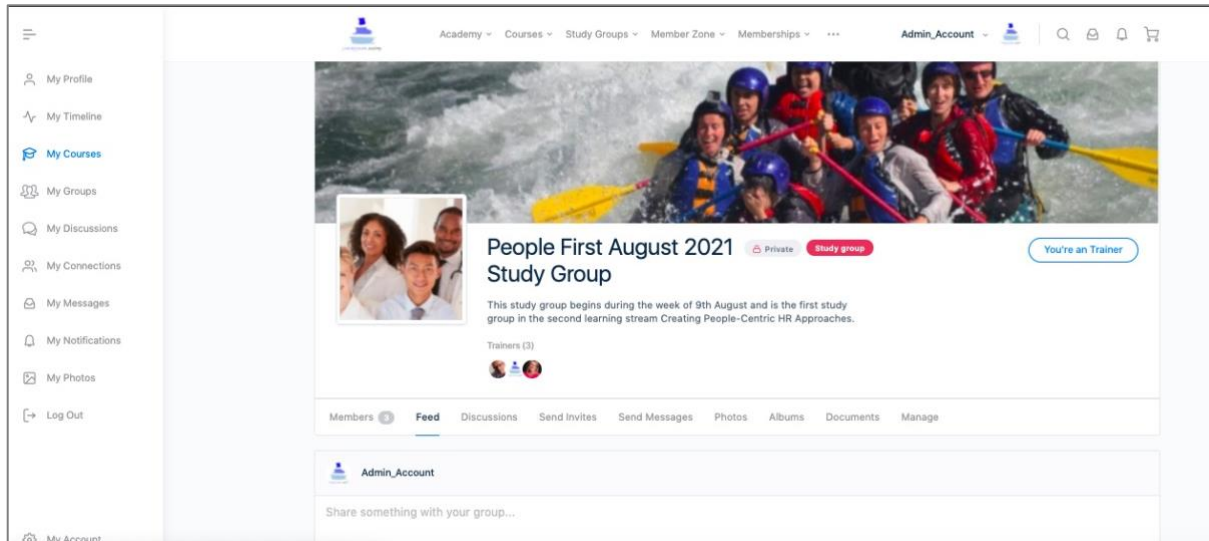 Academy Courses Study Groups Member Zone Memberships ... Admin_Account
My Profile
My Timeline
My Courses
My Groups
My Discussions
My Connections
My Messages
My Notifications
My Photos
Log Out
My Account
People First August 2021 Private Study group
Study Group
You're an Trainer
This study group begins during the week of 9th August and is the first study
group in the second learning stream Creating People-Centric HR Approaches.
Trainers (3)
Members 3 Feed Discussions Send Invites Send Messages Photos Albums Documents Manage
Admin_Account
Share something with your group...